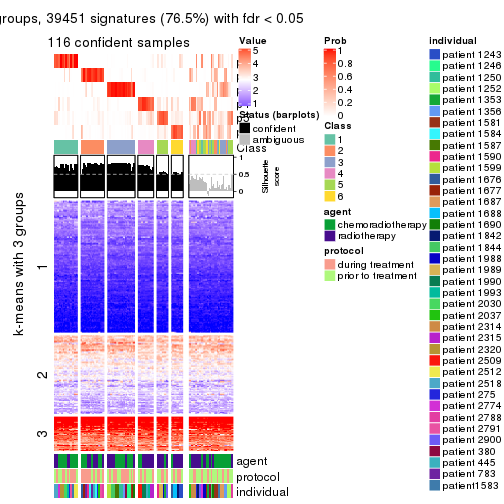 groups, 39451 signatures (76.5%) with fdr < 0.05
116 confident samples
k-means with 3 groups
1
2
3
Class
agent
protocol
individual
Value
5
4
3
2
1
Status (barplots)
confident
ambiguous
1
0.5
0
Silhouette
score
Prob
1
0.8
0.6
0.4
0.2
0
Class
1
2
3
4
5
6
agent
chemoradiotherapy
radiotherapy
protocol
during treatment
prior to treatment
individual
patient 1243
patient 1246
patient 1250
patient 1252
patient 1353
patient 1356
patient 1581
patient 1584
patient 1587
patient 1590
patient 1599
patient 1676
patient 1677
patient 1687
patient 1688
patient 1690
patient 1842
patient 1844
patient 1988
patient 1989
patient 1990
patient 1993
patient 2030
patient 2037
patient 2314
patient 2315
patient 2320
patient 2509
patient 2512
patient 2518
patient 275
patient 2774
patient 2788
patient 2791
patient 2900
patient 380
patient 445
patient 783
patient1583